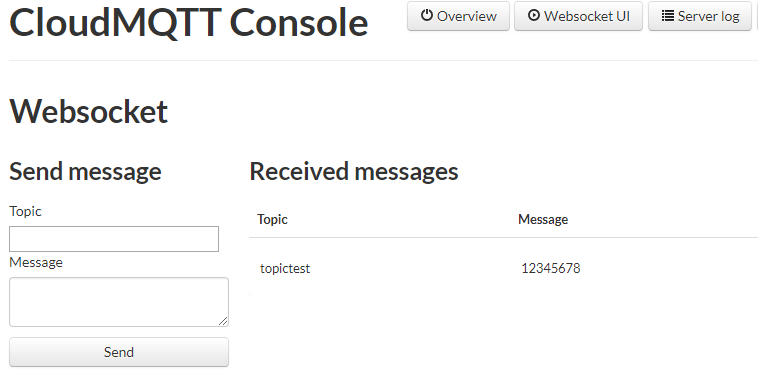 CloudMQTT Console
Overview
Websocket UI
Server log
Websocket
Send message
Topic
Message
Send
Received messages
Topic Message
topictest 12345678